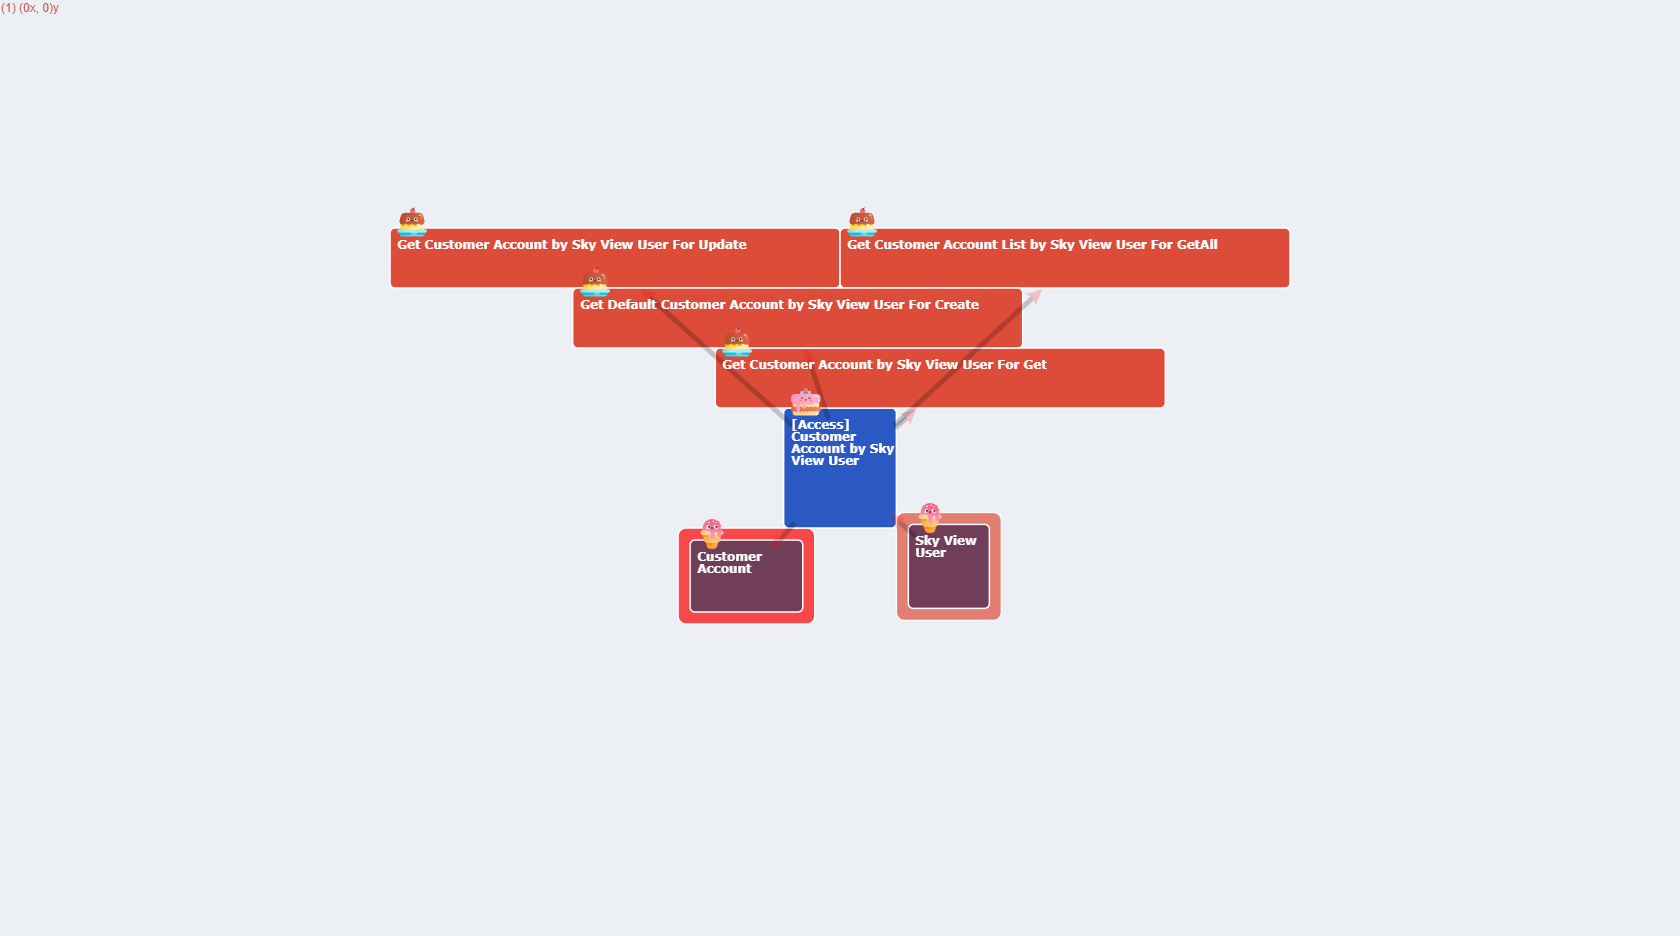 (1) (0x, 0)y
Get Customer Account by Sky View User For Update
Get Customer Account List by Sky View User For GetAll
Get Default Customer Account by Sky View User For Create
Get Customer Account by Sky View User For Get
[Access]
Customer
Account by Sky
View User
Customer
Account
Sky View
User